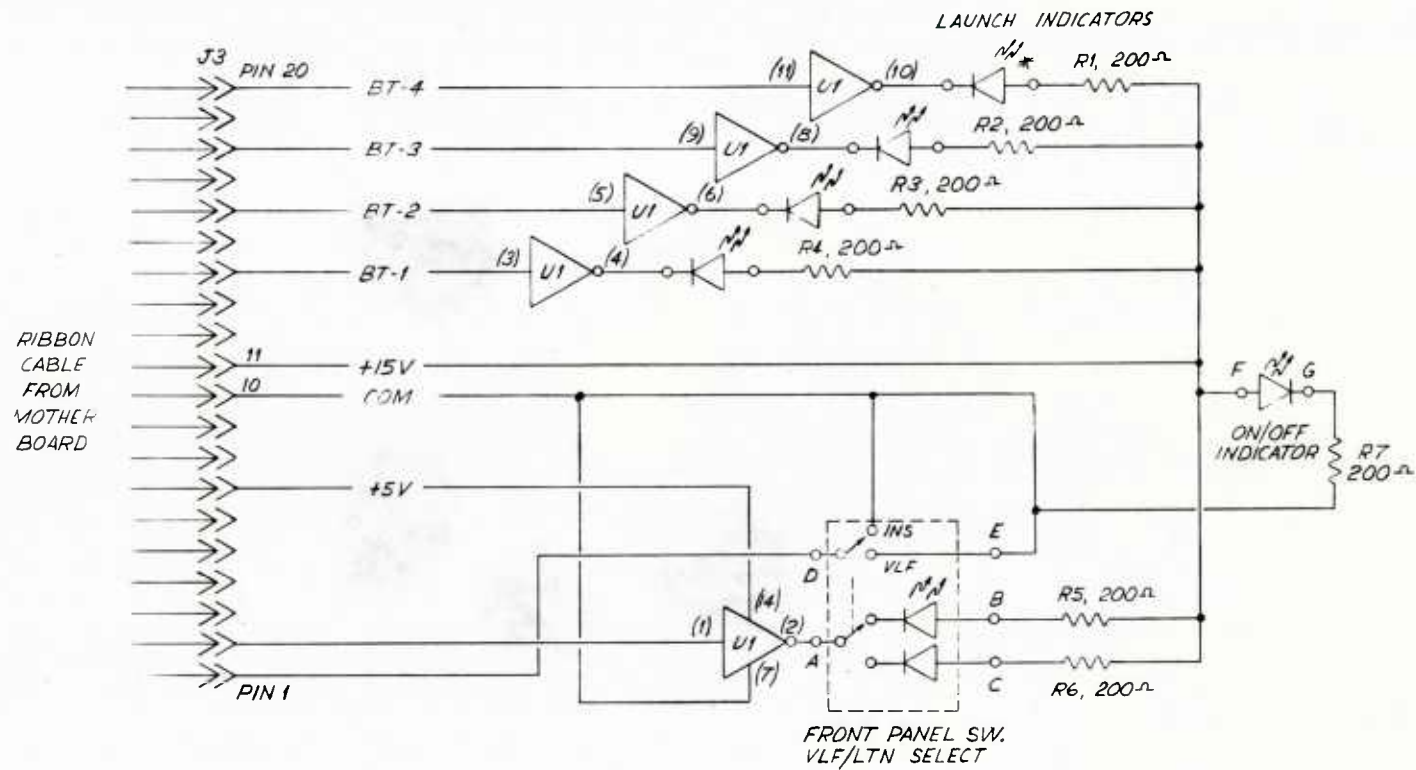 LAUNCH INDICATORS
J3
PIN 20
BT-4
(11)
U1
(10)
*
R1, 200Ω
BT-3
(9)
U1
(8)
R2, 200Ω
BT-2
(5)
U1
(6)
R3, 200Ω
BT-1
(3)
U1
(4)
R4, 200Ω
RIBBON
CABLE
FROM
MOTHER
BOARD
11
+15V
10
COM
F
G
ON/OFF
INDICATOR
R7
200Ω
+5V
INS
E
D
VLF
(14)
B
R5, 200Ω
(1)
U1
(2)
A
(7)
C
R6, 200Ω
PIN 1
FRONT PANEL SW.
VLF/LTN SELECT